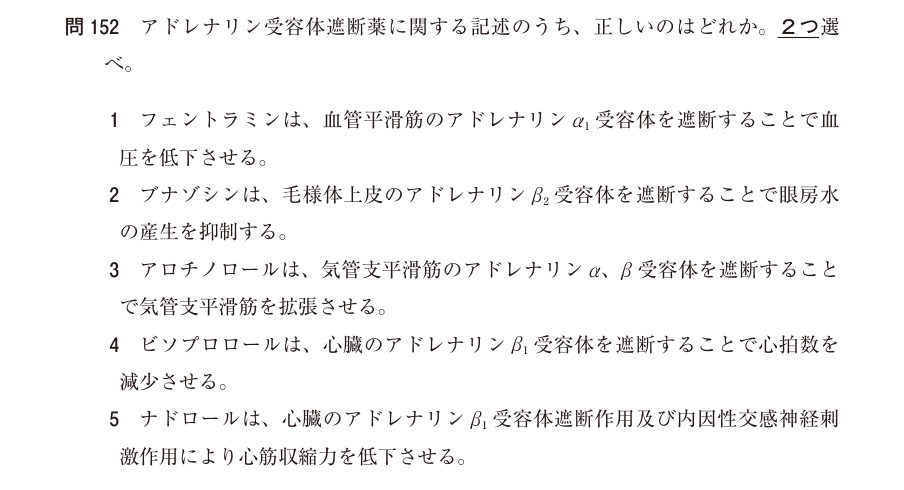 問152 アドレナリン受容体遮断薬に関する記述のうち、正しいのはどれか。2つ選
べ。
1 フェントラミンは、血管平滑筋のアドレナリンα₁受容体を遮断することで血
圧を低下させる。
2 ブナゾシンは、毛様体上皮のアドレナリンβ₂受容体を遮断することで眼房水
の産生を抑制する。
3 アロチノロールは、気管支平滑筋のアドレナリンα、β受容体を遮断すること
で気管支平滑筋を拡張させる。
4 ビソプロロールは、心臓のアドレナリンβ₁受容体を遮断することで心拍数を
減少させる。
5 ナドロールは、心臓のアドレナリンβ₁受容体遮断作用及び内因性交感神経刺
激作用により心筋収縮力を低下させる。